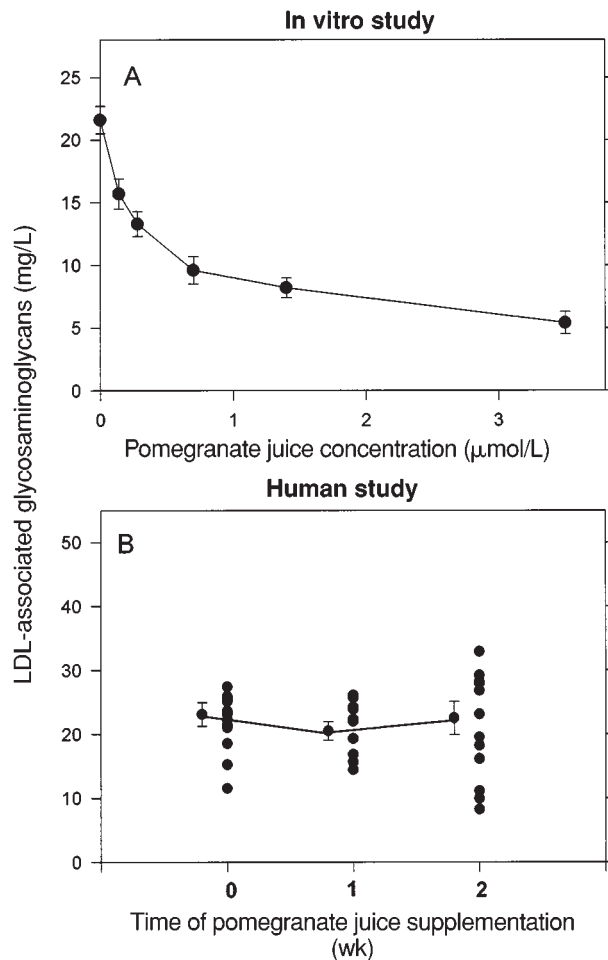 In vitro study
A
25
20
15
10
5
0
0 1 2 3
Pomegranate juice concentration (μmol/L)
LDL-associated glycosaminoglycans (mg/L)
Human study
B
50
40
30
20
10
0
0 1 2
Time of pomegranate juice supplementation
(wk)